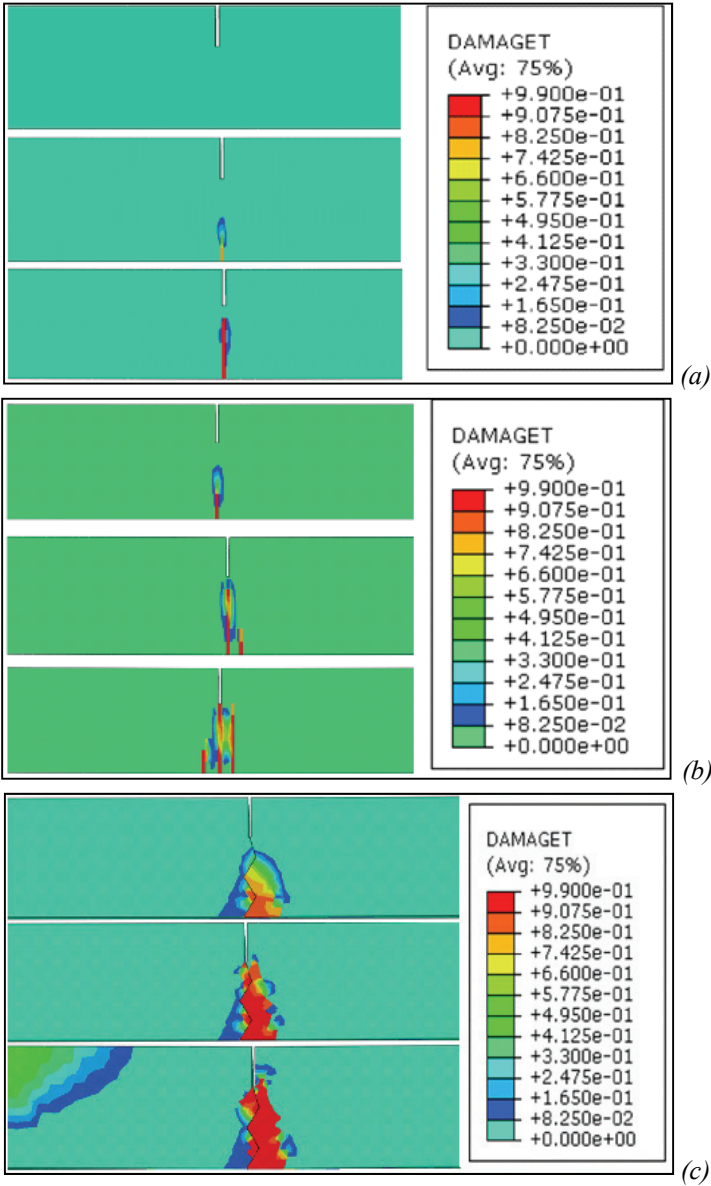 DAMAGET
(Avg: 75%)
+9.900e-01
+9.075e-01
+8.250e-01
+7.425e-01
+6.600e-01
+5.775e-01
+4.950e-01
+4.125e-01
+3.300e-01
+2.475e-01
+1.650e-01
+8.250e-02
+0.000e+00
(a)
DAMAGET
(Avg: 75%)
+9.900e-01
+9.075e-01
+8.250e-01
+7.425e-01
+6.600e-01
+5.775e-01
+4.950e-01
+4.125e-01
+3.300e-01
+2.475e-01
+1.650e-01
+8.250e-02
+0.000e+00
(b)
DAMAGET
(Avg: 75%)
+9.900e-01
+9.075e-01
+8.250e-01
+7.425e-01
+6.600e-01
+5.775e-01
+4.950e-01
+4.125e-01
+3.300e-01
+2.475e-01
+1.650e-01
+8.250e-02
+0.000e+00
(c)